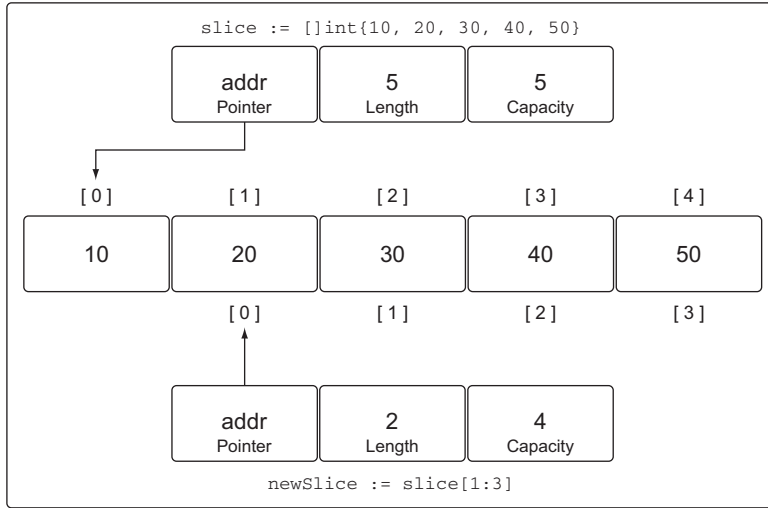 slice := []int{10, 20, 30, 40, 50}
addr 5 5
Pointer Length Capacity
[0] [1] [2] [3] [4]
10 20 30 40 50
[0] [1] [2] [3]
addr 2 4
Pointer Length Capacity
newSlice := slice[1:3]